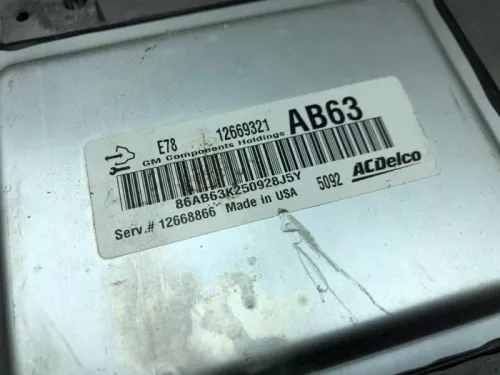 E78 12669321 AB63
GM Components Holdings
86AB63K250928J5Y 5092 ACDelco
Serv.# 12668866 Made in USA